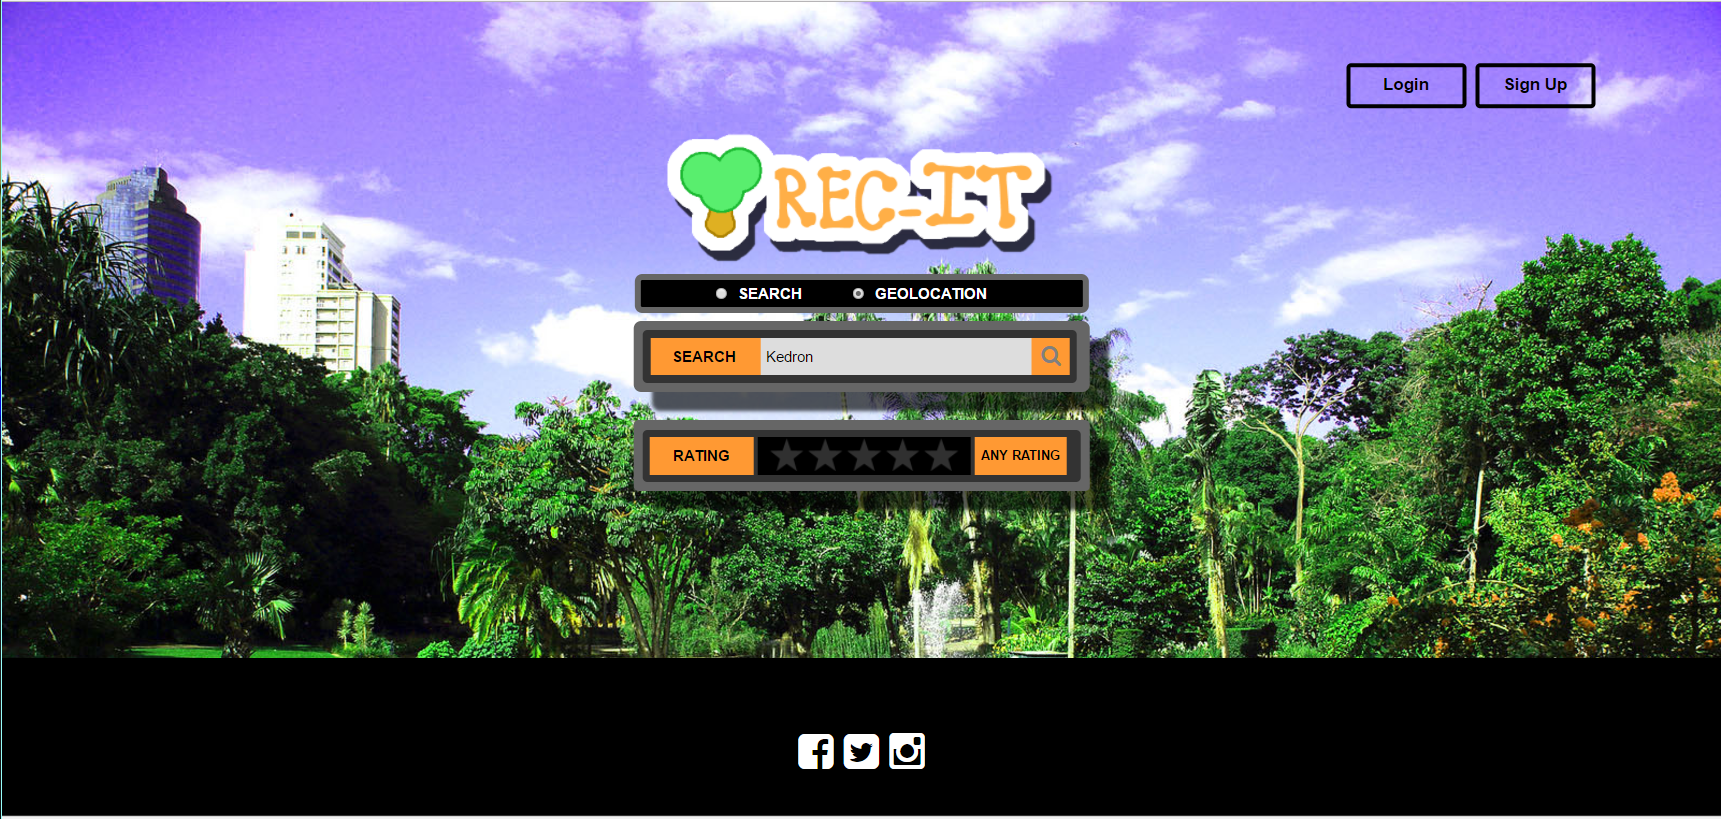 Login Sign Up
REC-IT
SEARCH GEOLOCATION
SEARCH Kedron
RATING ANY RATING